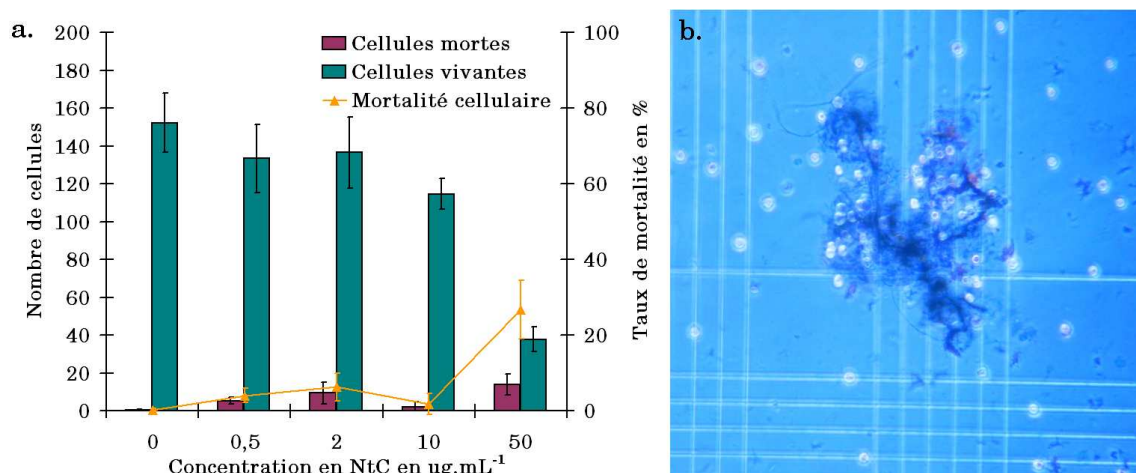 a.
200
180
160
140
120
100
80
60
40
20
0
Nombre de cellules
Cellules mortes
Cellules vivantes
Mortalité cellulaire
100
80
60
40
20
0
Taux de mortalité en %
0
0,5
2
10
50
Concentration en NtC en µg.mL⁻¹
b.